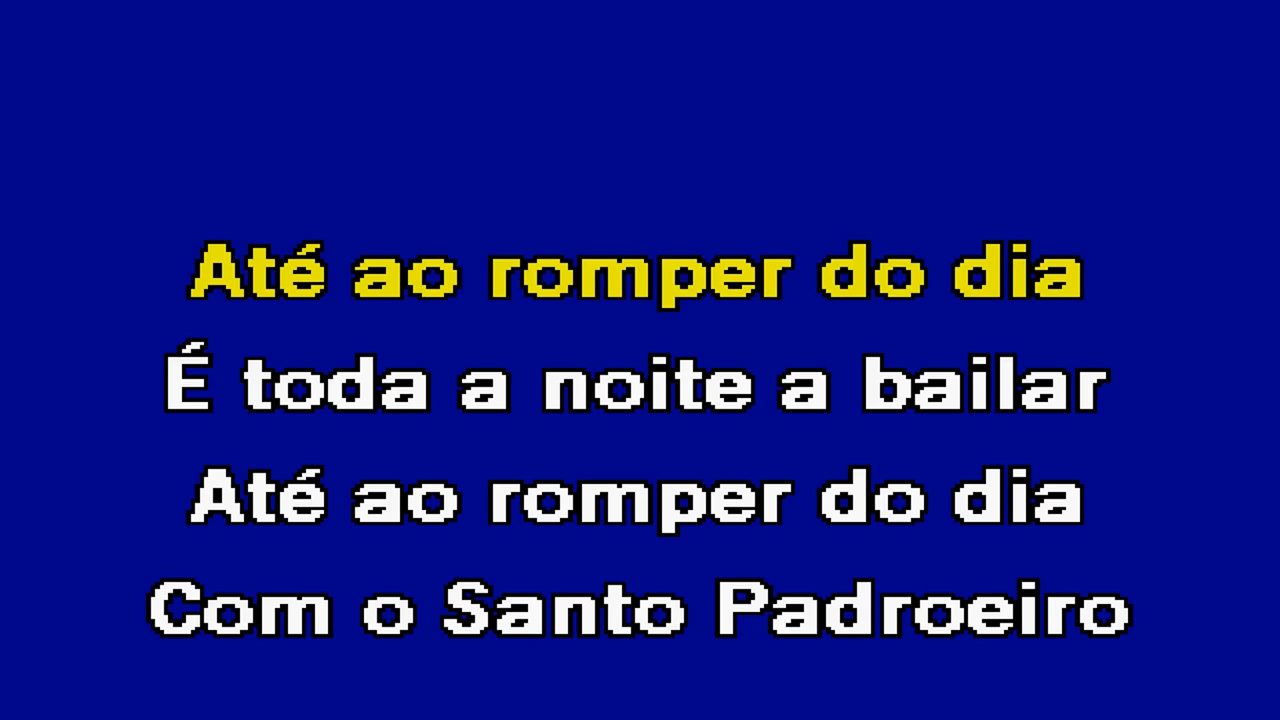 Até ao romper do dia
É toda a noite a bailar
Até ao romper do dia
Com o Santo Padroeiro